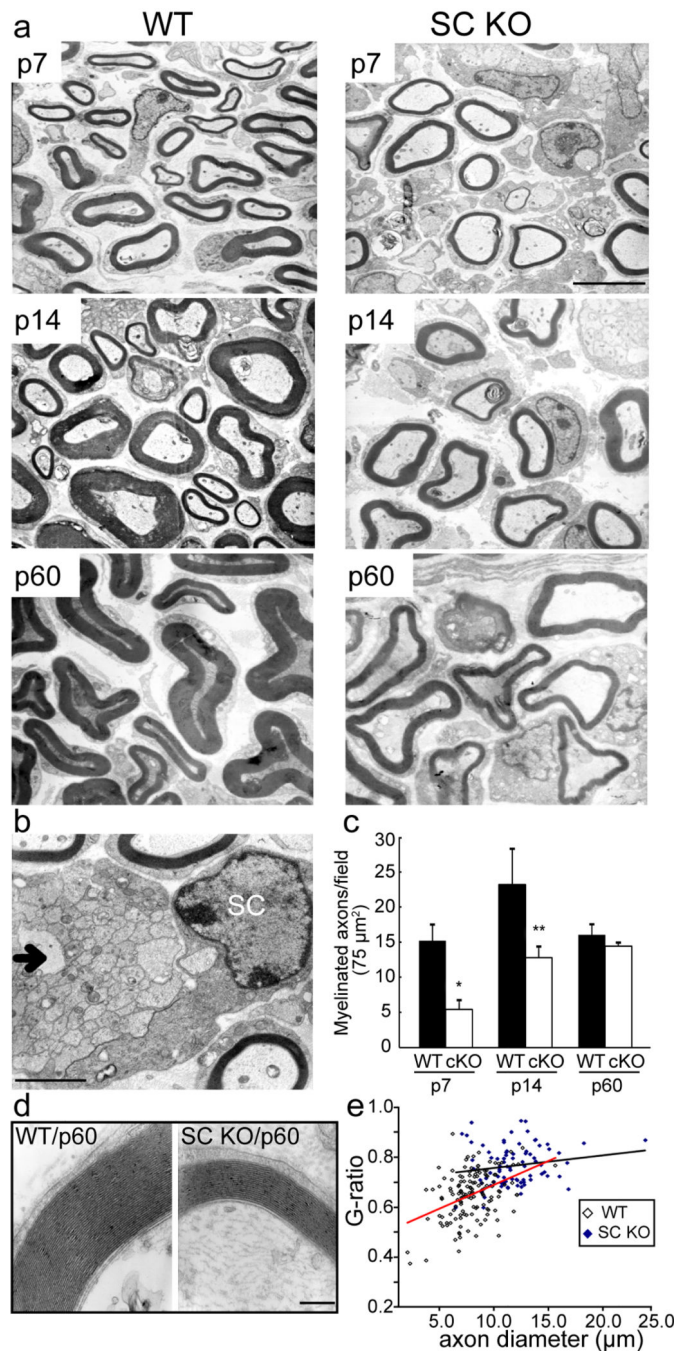 a WT SC KO
p7 p7
p14 p14
p60 p60
b c
SC
Myelinated axons/field
(75 μm²)
30
25
20
15
10
5
0
* **
WT cKO WT cKO WT cKO
p7 p14 p60
d e
WT/p60 SC KO/p60
G-ratio
1.0
0.8
0.6
0.4
0.2
WT
SC KO
5.0 10.0 15.0 20.0 25.0
axon diameter (μm)